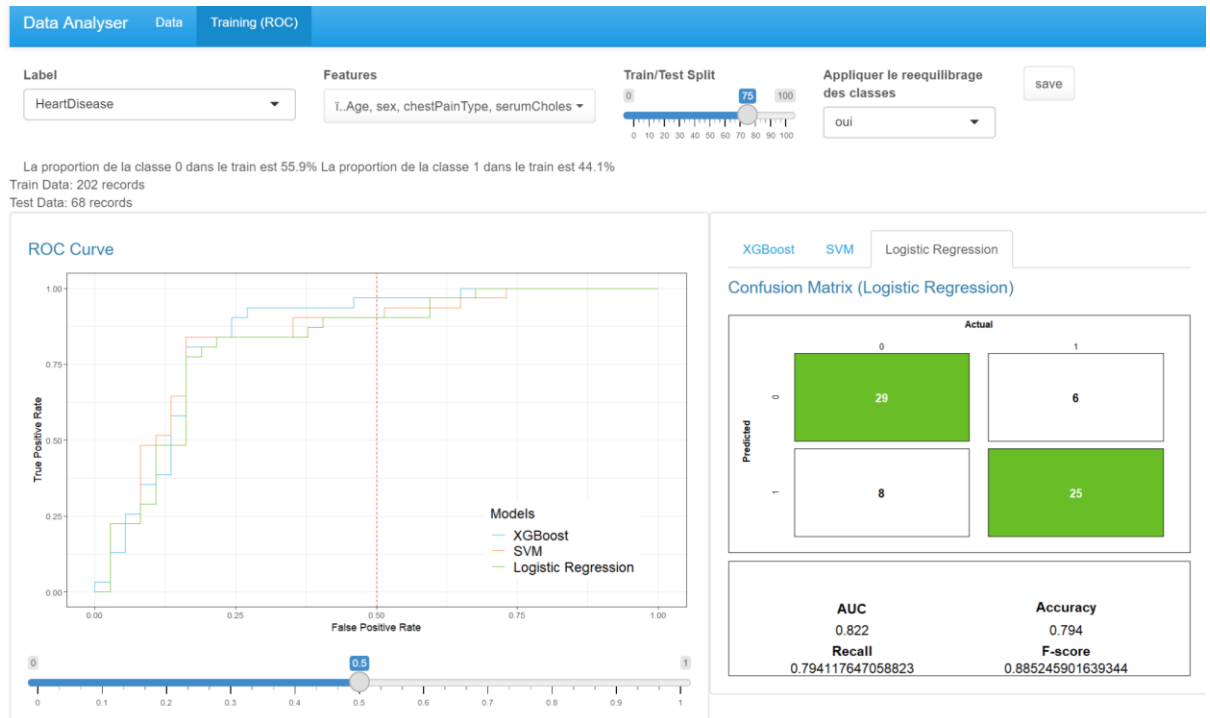 Data Analyser Data Training (ROC)
Label Features Train/Test Split Appliquer le reequilibrage
des classes save
0 75 100
HeartDisease ï..Age, sex, chestPainType, serumCholes oui
0 10 20 30 40 50 60 70 80 90 100
La proportion de la classe 0 dans le train est 55.9% La proportion de la classe 1 dans le train est 44.1%
Train Data: 202 records
Test Data: 68 records
ROC Curve
1.00
0.75
0.50
0.25
0.00
True Positive Rate
Models
XGBoost
SVM
Logistic Regression
0.00 0.25 0.50 0.75 1.00
False Positive Rate
0 0.5 1
0 0.1 0.2 0.3 0.4 0.5 0.6 0.7 0.8 0.9 1
XGBoost SVM Logistic Regression
Confusion Matrix (Logistic Regression)
Actual
0 1
Predicted
0 29 6
1 8 25
AUC Accuracy
0.822 0.794
Recall F-score
0.794117647058823 0.885245901639344